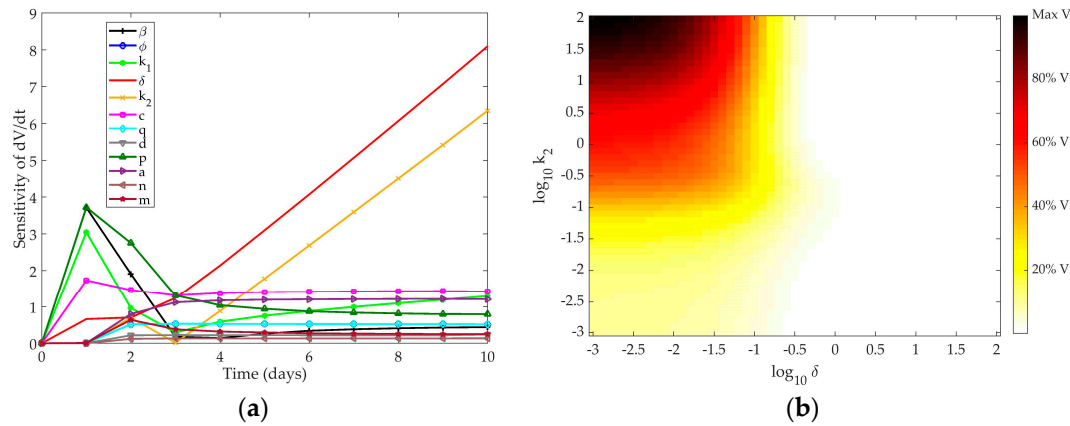 Sensitivity of dV/dt
9
8
7
6
5
4
3
2
1
0
β
ϕ
k1
δ
k2
c
q
d
p
a
n
m
0 2 4 6 8 10
Time (days)
(a)
log10 k2
2
1.5
1
0.5
0
-0.5
-1
-1.5
-2
-2.5
-3
-3 -2.5 -2 -1.5 -1 -0.5 0 0.5 1 1.5 2
log10 δ
Max V
80% V
60% V
40% V
20% V
(b)